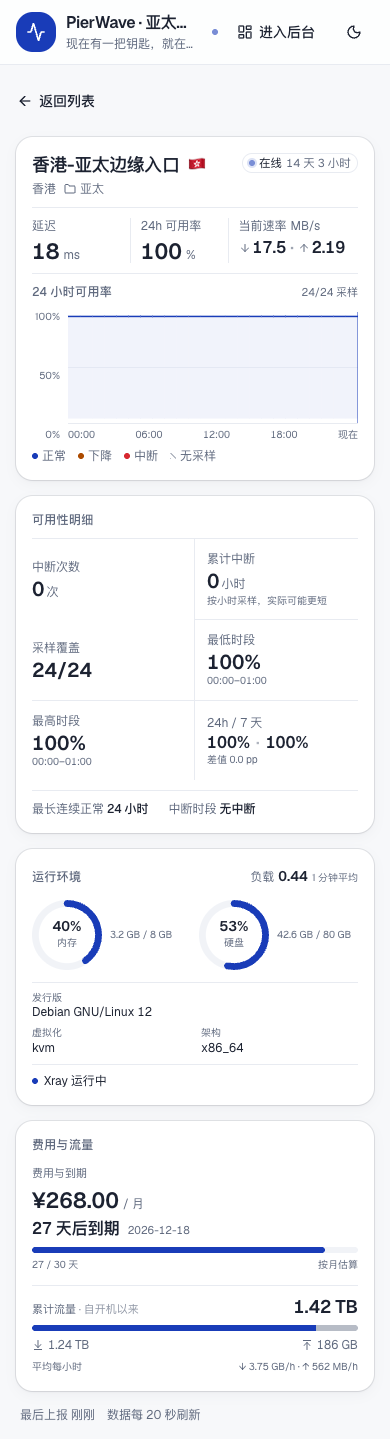 PierWave · 亚太...
现在有一把钥匙，就在...
进入后台
返回列表
香港-亚太边缘入口
在线 14 天 3 小时
香港 亚太
延迟
18 ms
24h 可用率
100 %
当前速率 MB/s
↓ 17.5 · ↑ 2.19
24 小时可用率
24/24 采样
100%
50%
0%
00:00 06:00 12:00 18:00 现在
正常 下降 中断 无采样
可用性明细
中断次数
0 次
累计中断
0 小时
按小时采样，实际可能更短
采样覆盖
24/24
最低时段
100%
00:00–01:00
最高时段
100%
00:00–01:00
24h / 7 天
100% · 100%
差值 0.0 pp
最长连续正常 24 小时 中断时段 无中断
运行环境
负载 0.44 1 分钟平均
40%
内存
3.2 GB / 8 GB
53%
硬盘
42.6 GB / 80 GB
发行版
Debian GNU/Linux 12
虚拟化
kvm
架构
x86_64
Xray 运行中
费用与流量
费用与到期
¥268.00 / 月
27 天后到期 2026-12-18
27 / 30 天
按月估算
累计流量 · 自开机以来
1.42 TB
1.24 TB
186 GB
平均每小时
↓ 3.75 GB/h · ↑ 562 MB/h
最后上报 刚刚 数据每 20 秒刷新